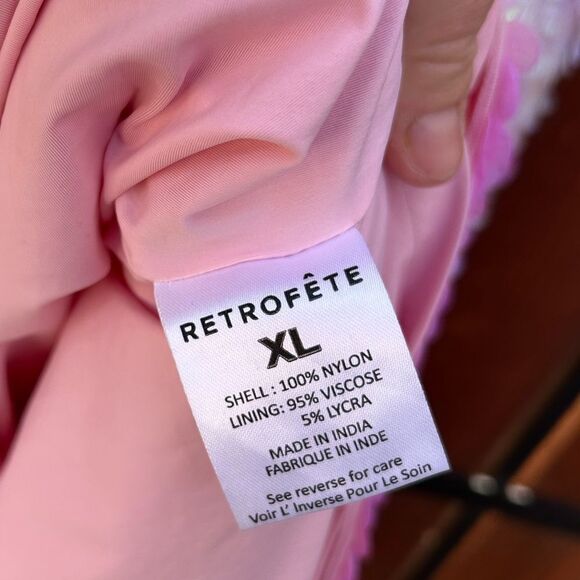 RETROFÊTE
XL
SHELL : 100% NYLON
LINING: 95% VISCOSE
5% LYCRA
MADE IN INDIA
FABRIQUE IN INDE
See reverse for care
Voir L' Inverse Pour Le Soin